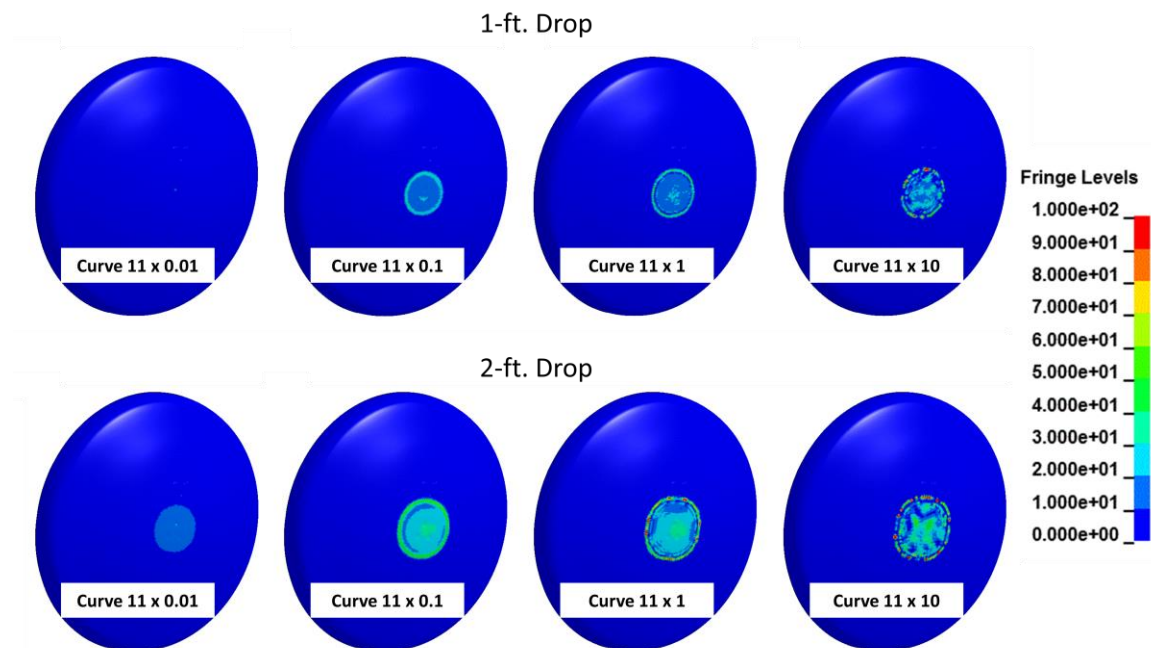 1-ft. Drop
Curve 11 x 0.01
Curve 11 x 0.1
Curve 11 x 1
Curve 11 x 10
2-ft. Drop
Curve 11 x 0.01
Curve 11 x 0.1
Curve 11 x 1
Curve 11 x 10
Fringe Levels
1.000e+02
9.000e+01
8.000e+01
7.000e+01
6.000e+01
5.000e+01
4.000e+01
3.000e+01
2.000e+01
1.000e+01
0.000e+00